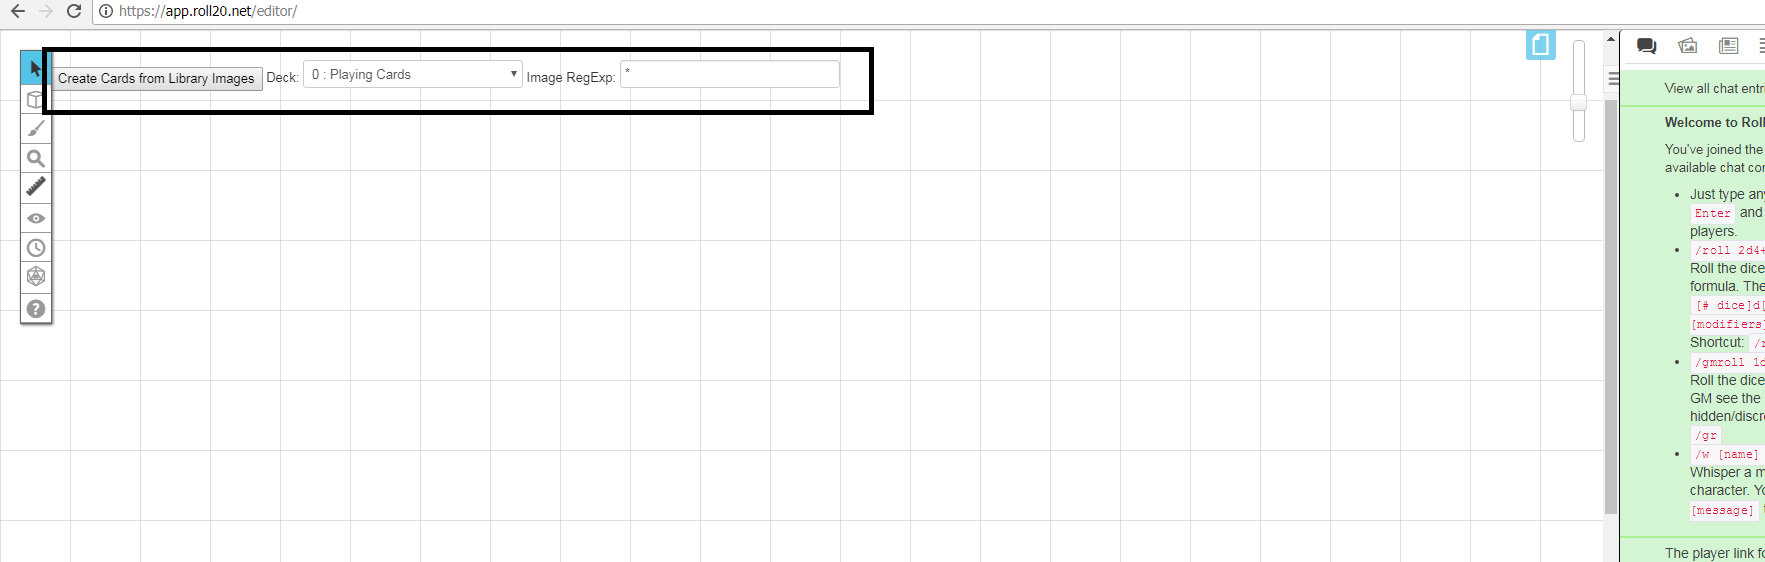 https://app.roll20.net/editor/
Create Cards from Library Images Deck: 0 : Playing Cards Image RegExp: *
View all chat entri
Welcome to Roll
You've joined the
available chat co
Just type any
Enter and
players.
/roll 2d4+
Roll the dice
formula. The
[# dice]d[
[modifiers]
Shortcut: /r
/gmroll 1d
Roll the dice
GM see the
hidden/discre
/gr
/w [name]
Whisper a m
character. Yo
[message]
The player link fo